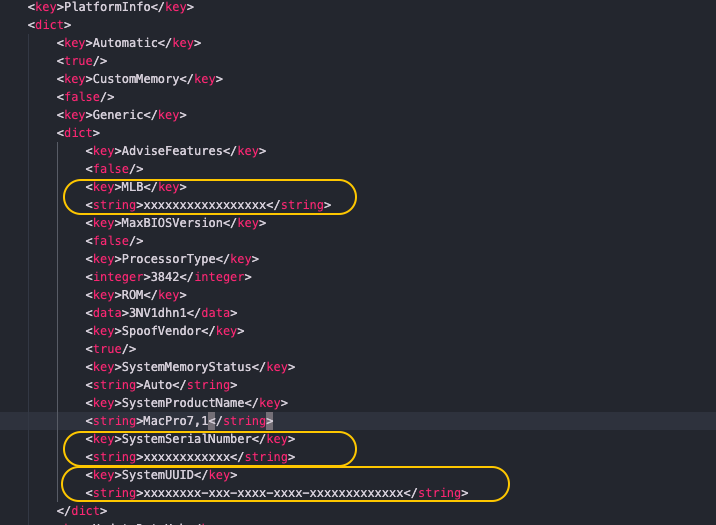 <key>PlatformInfo</key>
<dict>
<key>Automatic</key>
<true/>
<key>CustomMemory</key>
<false/>
<key>Generic</key>
<dict>
<key>AdviseFeatures</key>
<false/>
<key>MLB</key>
<string>xxxxxxxxxxxxxxxxx</string>
<key>MaxBIOSVersion</key>
<false/>
<key>ProcessorType</key>
<integer>3842</integer>
<key>ROM</key>
<data>3NV1dhn1</data>
<key>SpoofVendor</key>
<true/>
<key>SystemMemoryStatus</key>
<string>Auto</string>
<key>SystemProductName</key>
<string>MacPro7,1</string>
<key>SystemSerialNumber</key>
<string>xxxxxxxxxxxx</string>
<key>SystemUUID</key>
<string>xxxxxxxx-xxx-xxxx-xxxx-xxxxxxxxxxxxx</string>
</dict>